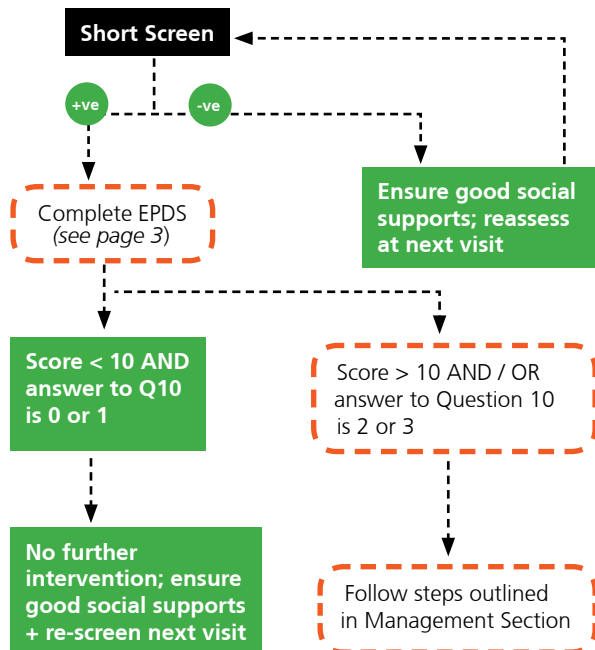 Short Screen
+ve
-ve
Complete EPDS
(see page 3)
Ensure good social
supports; reassess
at next visit
Score < 10 AND
answer to Q10
is 0 or 1
Score > 10 AND / OR
answer to Question 10
is 2 or 3
No further
intervention; ensure
good social supports
+ re-screen next visit
Follow steps outlined
in Management Section